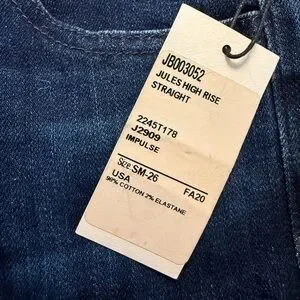 JB003052
JULES HIGH RISE
STRAIGHT
2245T178
J2909
IMPULSE
Size SM-26
USA FA20
98% COTTON 2% ELASTANE